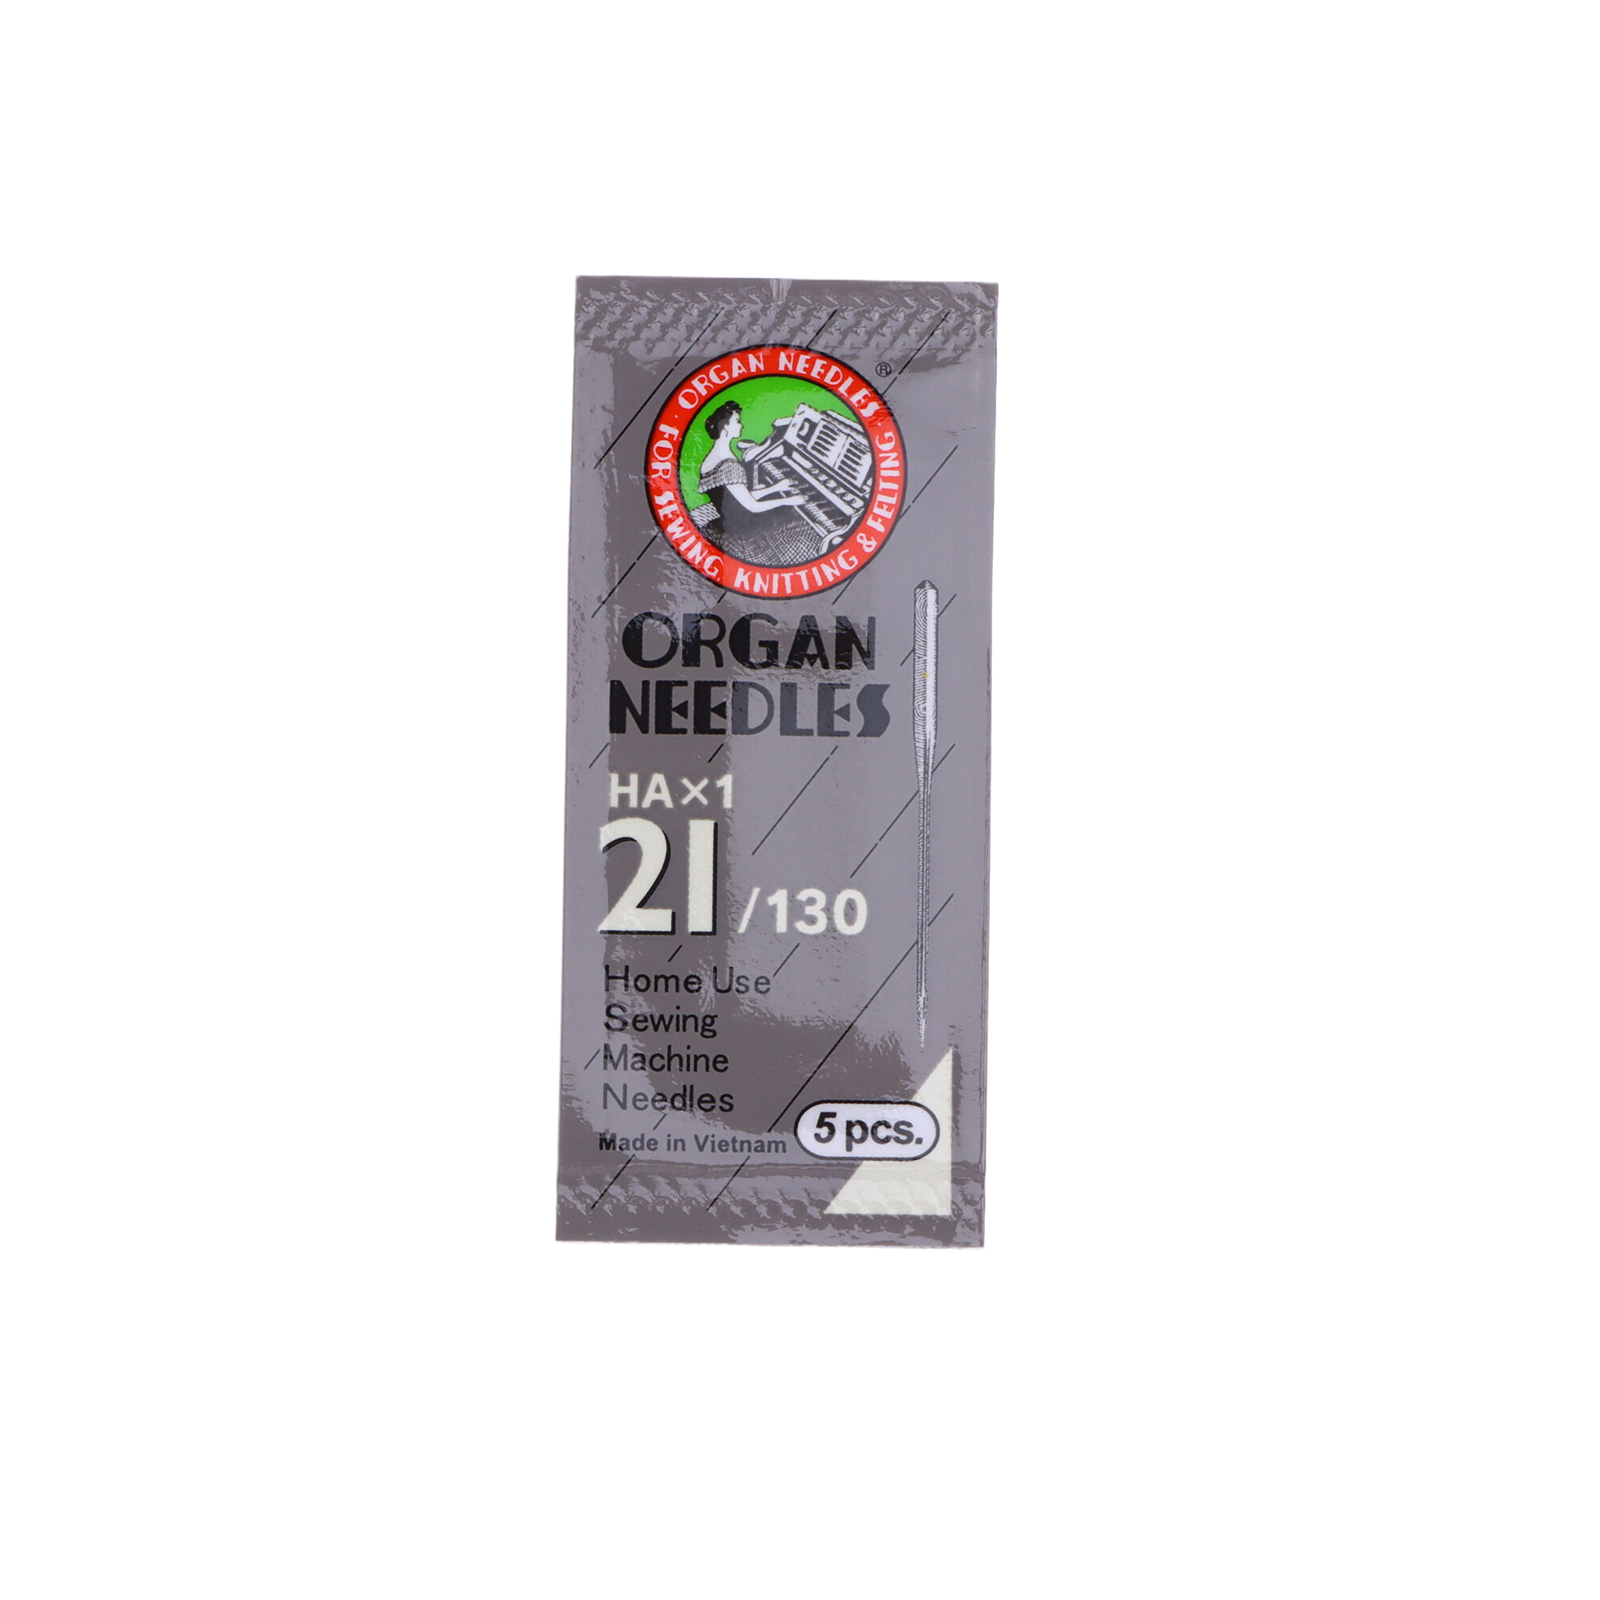 · ORGAN NEEDLES ·
FOR SEWING, KNITTING & FELTING
®
ORGAN
NEEDLES
HA×1
21/130
Home Use
Sewing
Machine
Needles
Made in Vietnam
5 pcs.